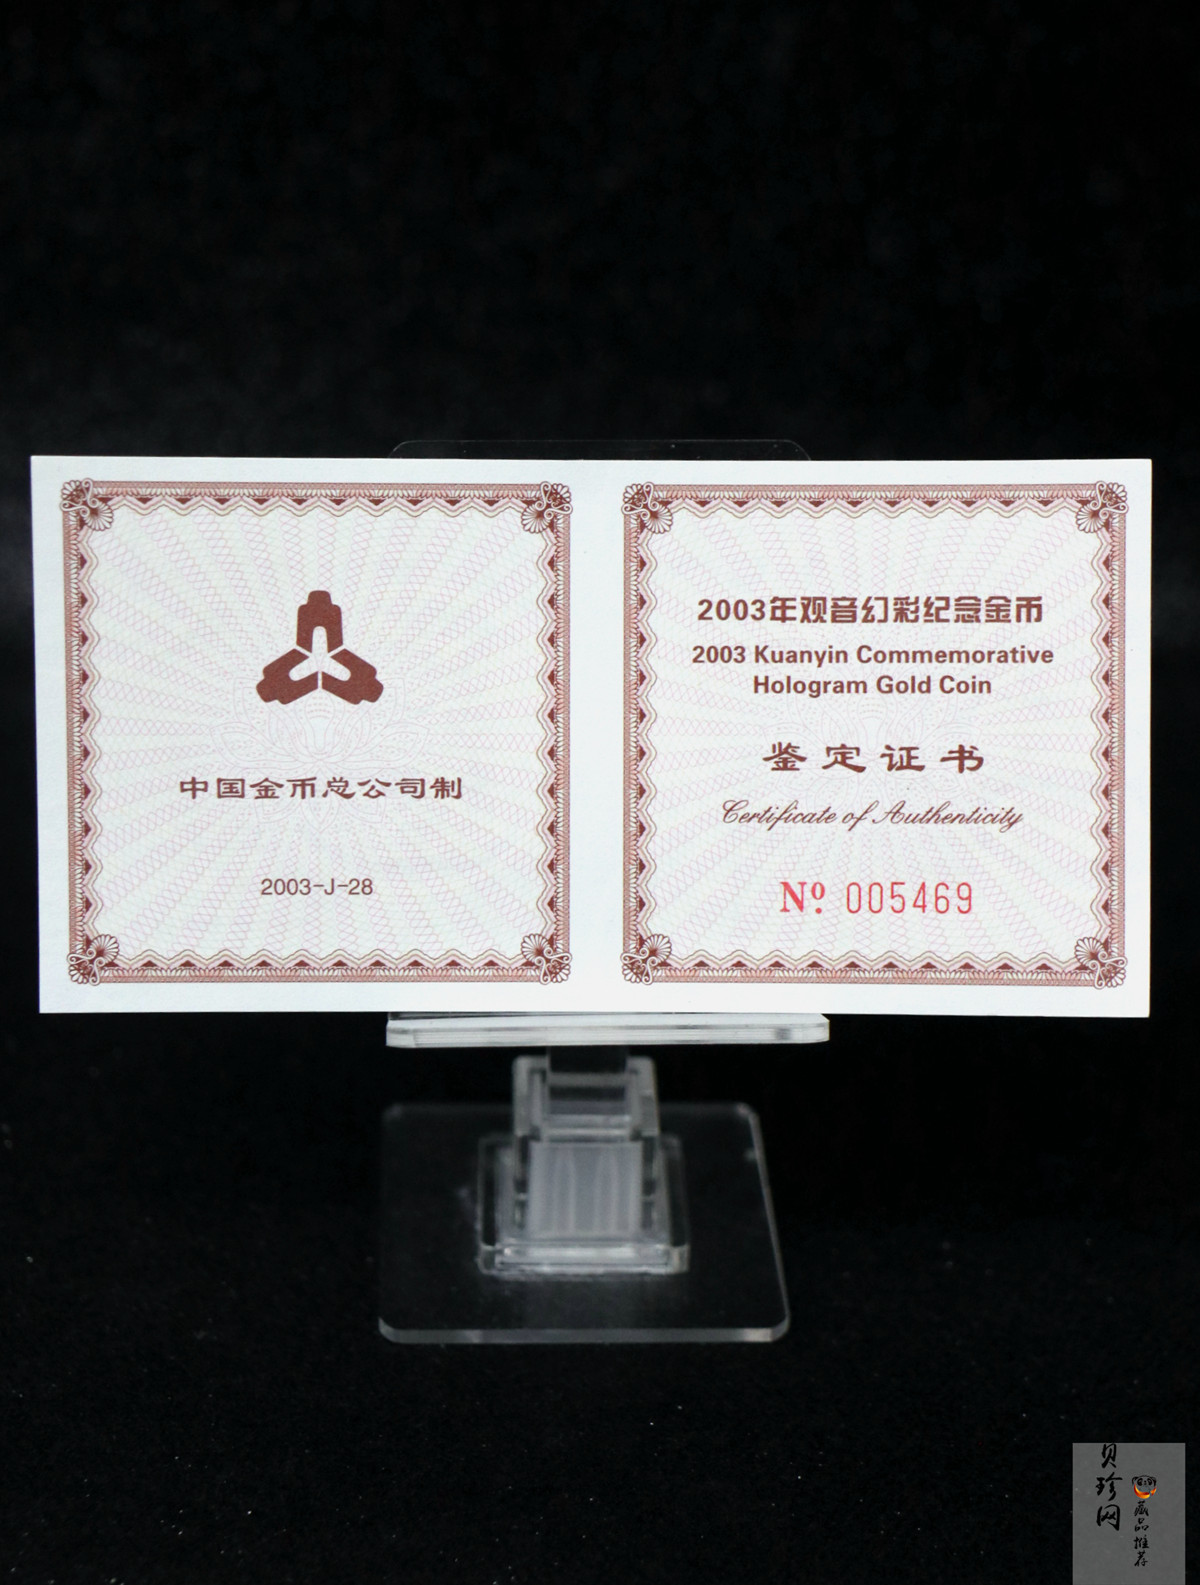 中国金币总公司制
2003-J-28
2003年观音幻彩纪念金币
2003 Kuanyin Commemorative
Hologram Gold Coin
鉴定证书
Certificate of Authenticity
Nº 005469
贝珍网
藏品推荐